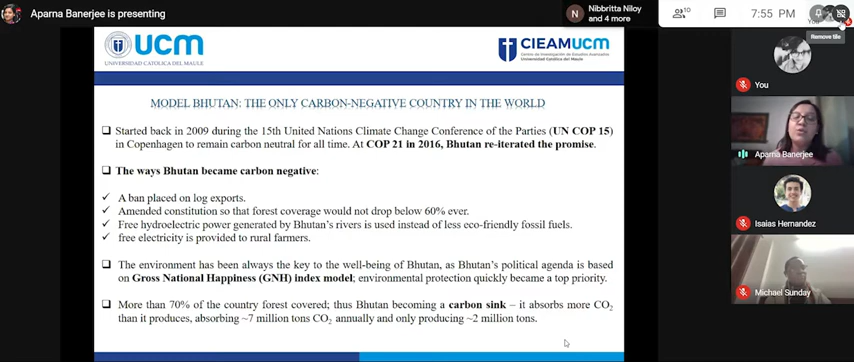 Aparna Banerjee is presenting
Nibbritta Niloy
and 4 more
10
7:55 PM
Remove tile
UCM
UNIVERSIDAD CATOLICA DEL MAULE
CIEAMUCM
Centro de Investigación de Estudios Avanzados
Universidad Católica del Maule
MODEL BHUTAN: THE ONLY CARBON-NEGATIVE COUNTRY IN THE WORLD
Started back in 2009 during the 15th United Nations Climate Change Conference of the Parties (UN COP 15)
in Copenhagen to remain carbon neutral for all time. At COP 21 in 2016, Bhutan re-iterated the promise.
The ways Bhutan became carbon negative:
A ban placed on log exports.
Amended constitution so that forest coverage would not drop below 60% ever.
Free hydroelectric power generated by Bhutan's rivers is used instead of less eco-friendly fossil fuels.
free electricity is provided to rural farmers.
The environment has been always the key to the well-being of Bhutan, as Bhutan's political agenda is based
on Gross National Happiness (GNH) index model; environmental protection quickly became a top priority.
More than 70% of the country forest covered; thus Bhutan becoming a carbon sink – it absorbs more CO₂
than it produces, absorbing ~7 million tons CO₂ annually and only producing ~2 million tons.
You
Aparna Banerjee
Isaias Hernandez
Michael Sunday